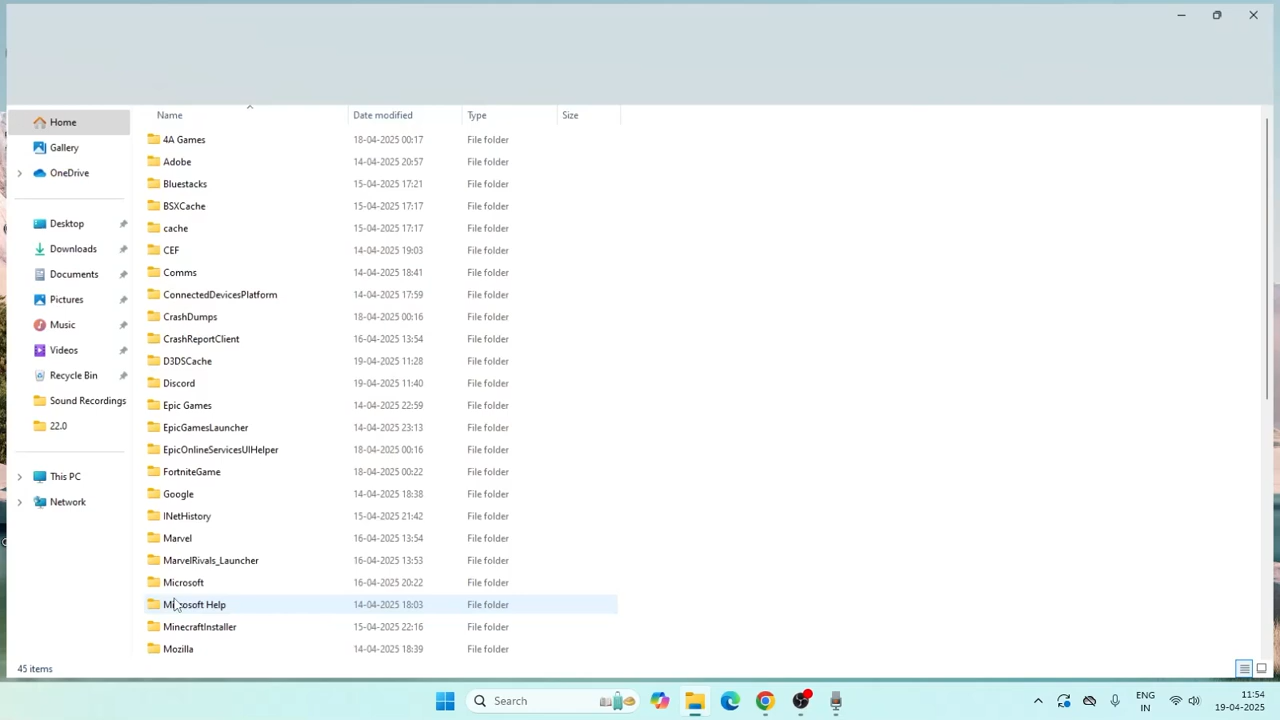 Name Date modified Type Size
Home
Gallery
OneDrive
Desktop
Downloads
Documents
Pictures
Music
Videos
Recycle Bin
Sound Recordings
22.0
This PC
Network
4A Games 18-04-2025 00:17 File folder
Adobe 14-04-2025 20:57 File folder
Bluestacks 15-04-2025 17:21 File folder
BSXCache 15-04-2025 17:17 File folder
cache 15-04-2025 17:17 File folder
CEF 14-04-2025 19:03 File folder
Comms 14-04-2025 18:41 File folder
ConnectedDevicesPlatform 14-04-2025 17:59 File folder
CrashDumps 18-04-2025 00:16 File folder
CrashReportClient 16-04-2025 13:54 File folder
D3DSCache 19-04-2025 11:28 File folder
Discord 19-04-2025 11:40 File folder
Epic Games 14-04-2025 22:59 File folder
EpicGamesLauncher 14-04-2025 23:13 File folder
EpicOnlineServicesUIHelper 18-04-2025 00:16 File folder
FortniteGame 18-04-2025 00:22 File folder
Google 14-04-2025 18:38 File folder
INetHistory 15-04-2025 21:42 File folder
Marvel 16-04-2025 13:54 File folder
MarvelRivals_Launcher 16-04-2025 13:53 File folder
Microsoft 16-04-2025 20:22 File folder
Microsoft Help 14-04-2025 18:03 File folder
MinecraftInstaller 15-04-2025 22:16 File folder
Mozilla 14-04-2025 18:39 File folder
45 items
Search
ENG
IN
11:54
19-04-2025